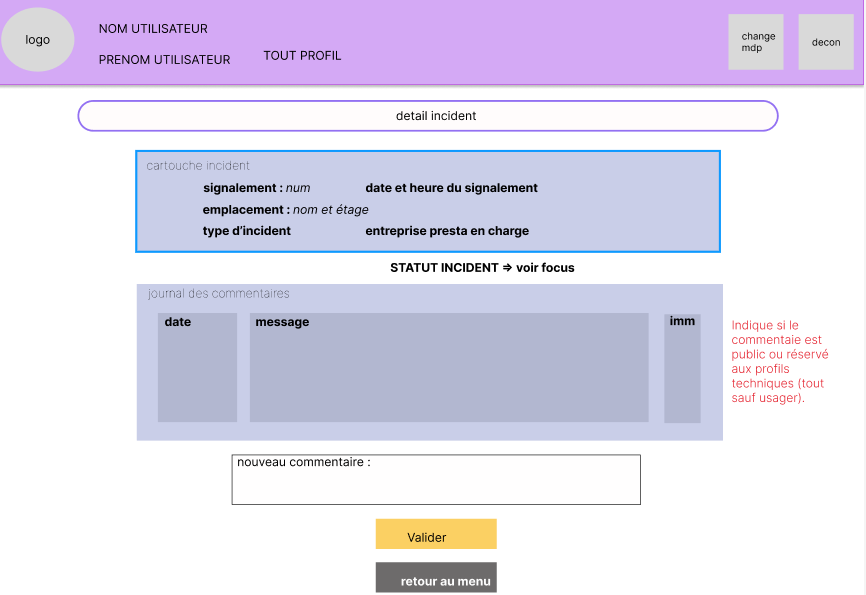 logo
NOM UTILISATEUR
PRENOM UTILISATEUR
TOUT PROFIL
change
mdp
decon
detail incident
cartouche incident
signalement : num
date et heure du signalement
emplacement : nom et étage
type d'incident
entreprise presta en charge
STATUT INCIDENT => voir focus
journal des commentaires
date
message
imm
Indique si le
commentaie est
public ou réservé
aux profils
techniques (tout
sauf usager).
nouveau commentaire :
Valider
retour au menu